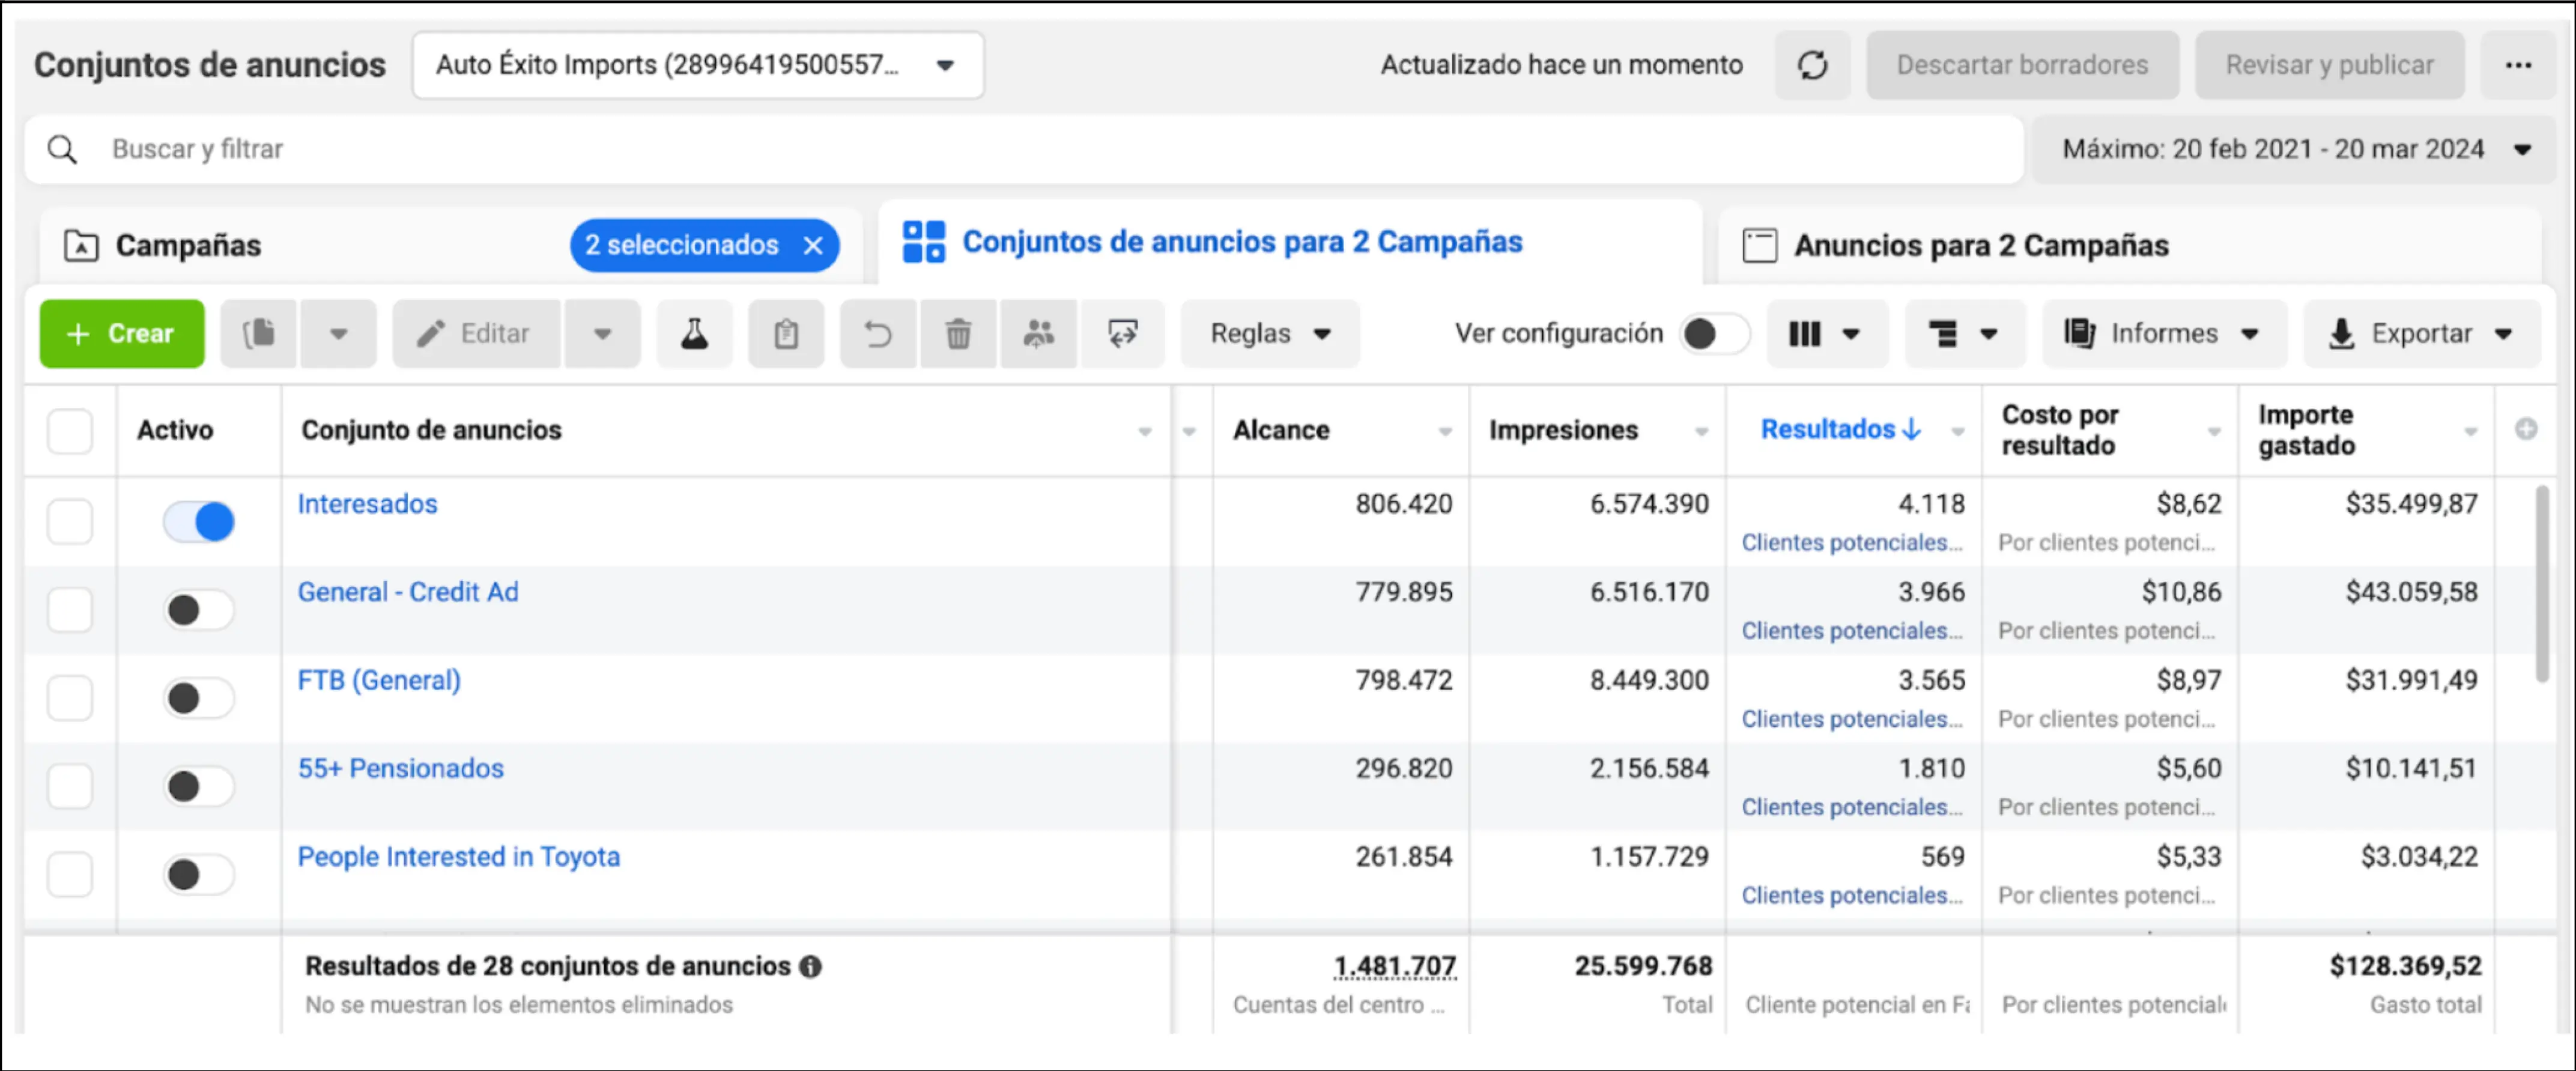 Conjuntos de anuncios
Auto Éxito Imports (28996419500557...
Actualizado hace un momento
Descartar borradores
Revisar y publicar
Buscar y filtrar
Máximo: 20 feb 2021 - 20 mar 2024
Campañas
2 seleccionados
Conjuntos de anuncios para 2 Campañas
Anuncios para 2 Campañas
+ Crear
Editar
Reglas
Ver configuración
Informes
Exportar
Activo
Conjunto de anuncios
Alcance
Impresiones
Resultados ↓
Costo por
resultado
Importe
gastado
Interesados
806.420
6.574.390
4.118
Clientes potenciales...
$8,62
Por clientes potenci...
$35.499,87
General - Credit Ad
779.895
6.516.170
3.966
Clientes potenciales...
$10,86
Por clientes potenci...
$43.059,58
FTB (General)
798.472
8.449.300
3.565
Clientes potenciales...
$8,97
Por clientes potenci...
$31.991,49
55+ Pensionados
296.820
2.156.584
1.810
Clientes potenciales...
$5,60
Por clientes potenci...
$10.141,51
People Interested in Toyota
261.854
1.157.729
569
Clientes potenciales...
$5,33
Por clientes potenci...
$3.034,22
Resultados de 28 conjuntos de anuncios
No se muestran los elementos eliminados
1.481.707
Cuentas del centro ...
25.599.768
Total
Cliente potencial en Fa
Por clientes potenciale
$128.369,52
Gasto total